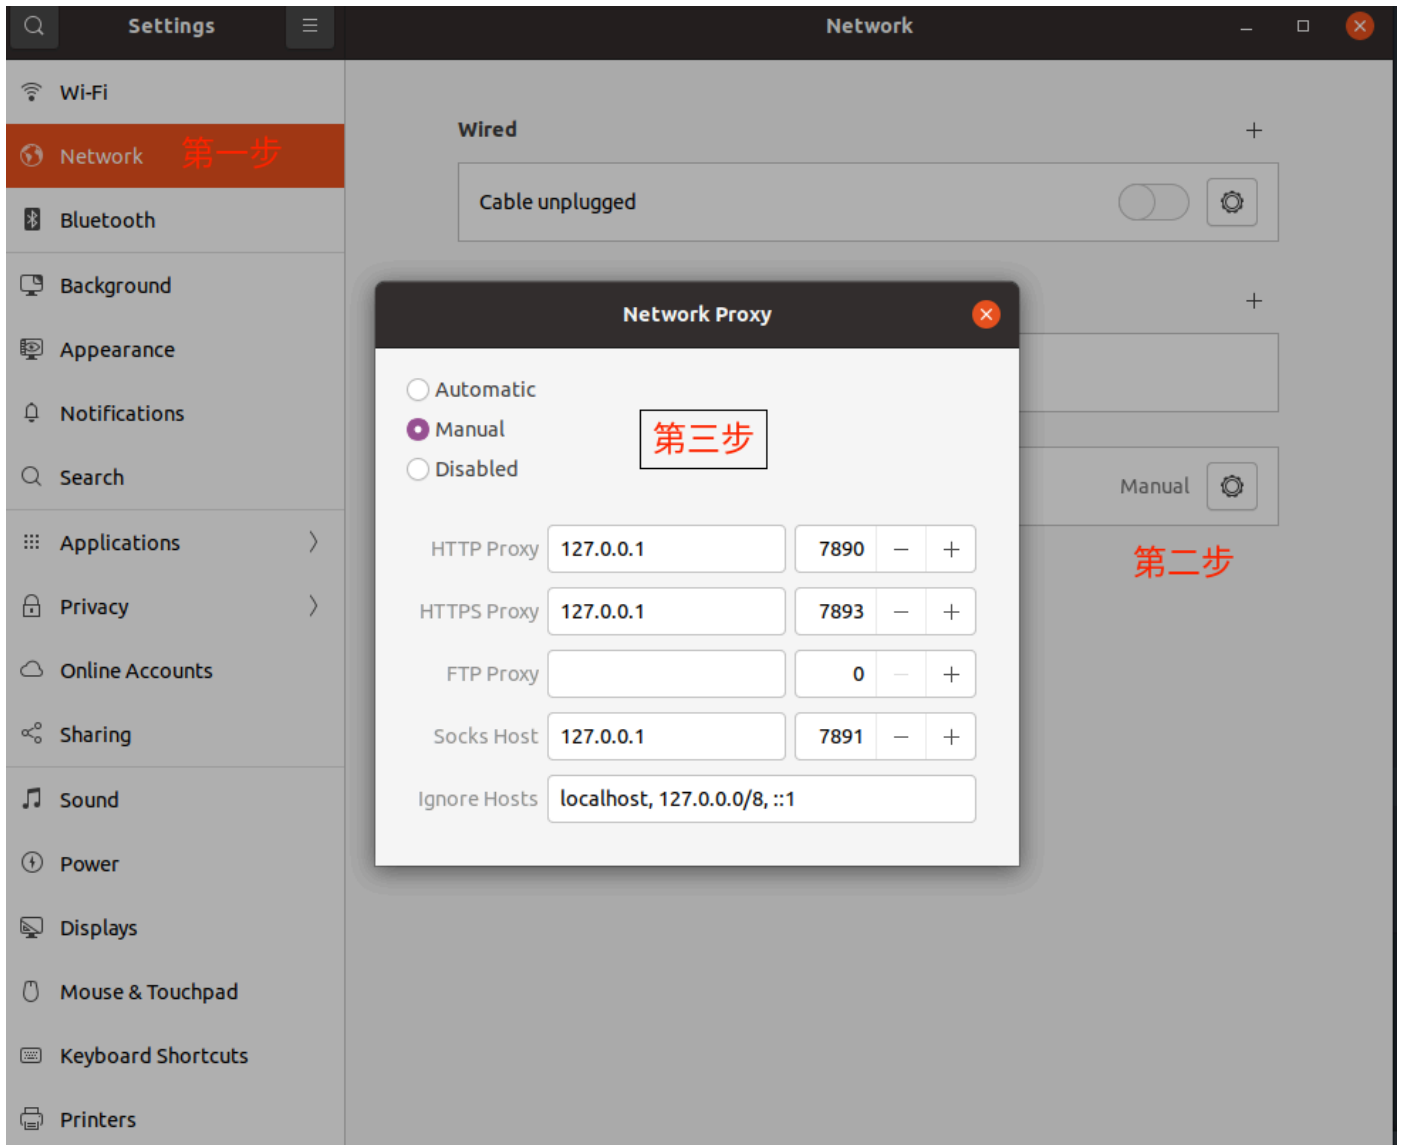 Settings
Network
Wi-Fi
Network 第一步
Bluetooth
Background
Appearance
Notifications
Search
Applications
Privacy
Online Accounts
Sharing
Sound
Power
Displays
Mouse & Touchpad
Keyboard Shortcuts
Printers
Wired
Cable unplugged
Manual
第二步
Network Proxy
Automatic
Manual
Disabled
第三步
HTTP Proxy 127.0.0.1 7890 − +
HTTPS Proxy 127.0.0.1 7893 − +
FTP Proxy 0 − +
Socks Host 127.0.0.1 7891 − +
Ignore Hosts localhost, 127.0.0.0/8, ::1